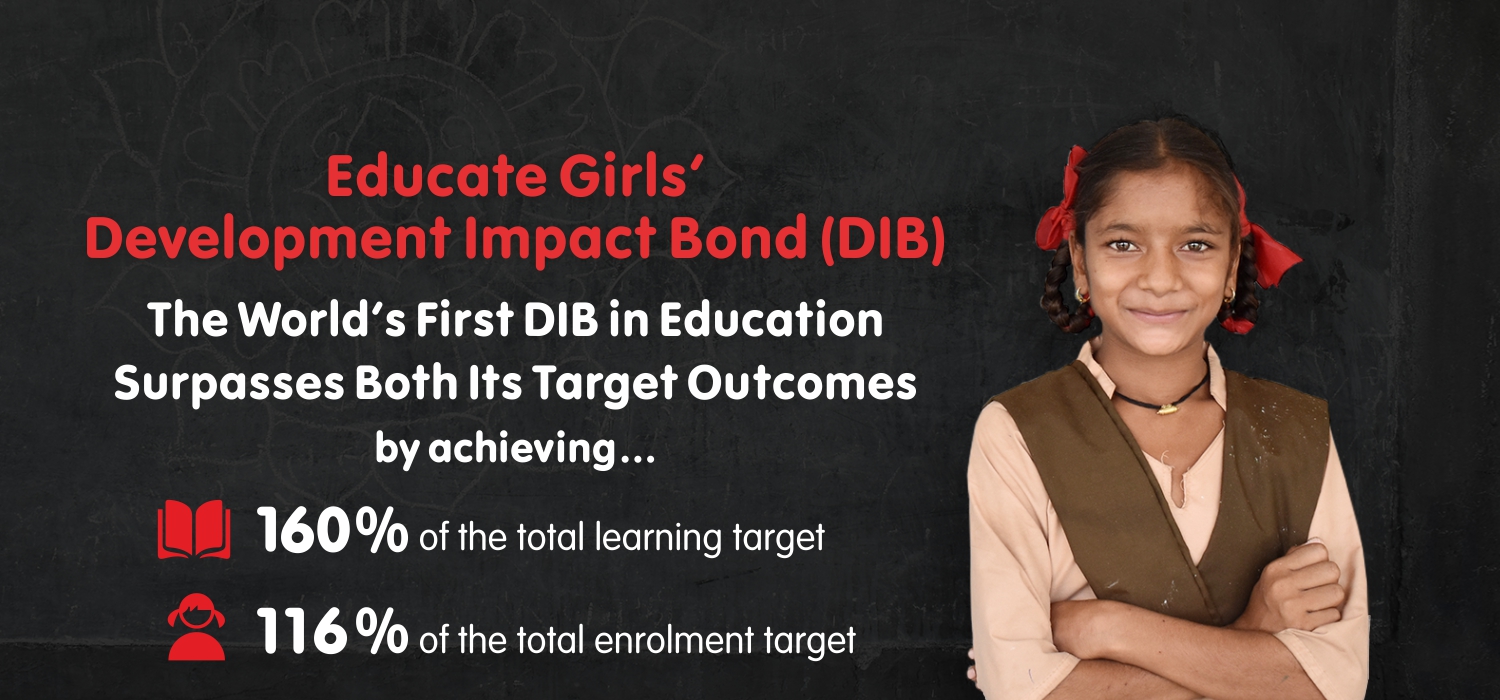 Educate Girls’
Development Impact Bond (DIB)
The World’s First DIB in Education
Surpasses Both Its Target Outcomes
by achieving...
160% of the total learning target
116% of the total enrolment target